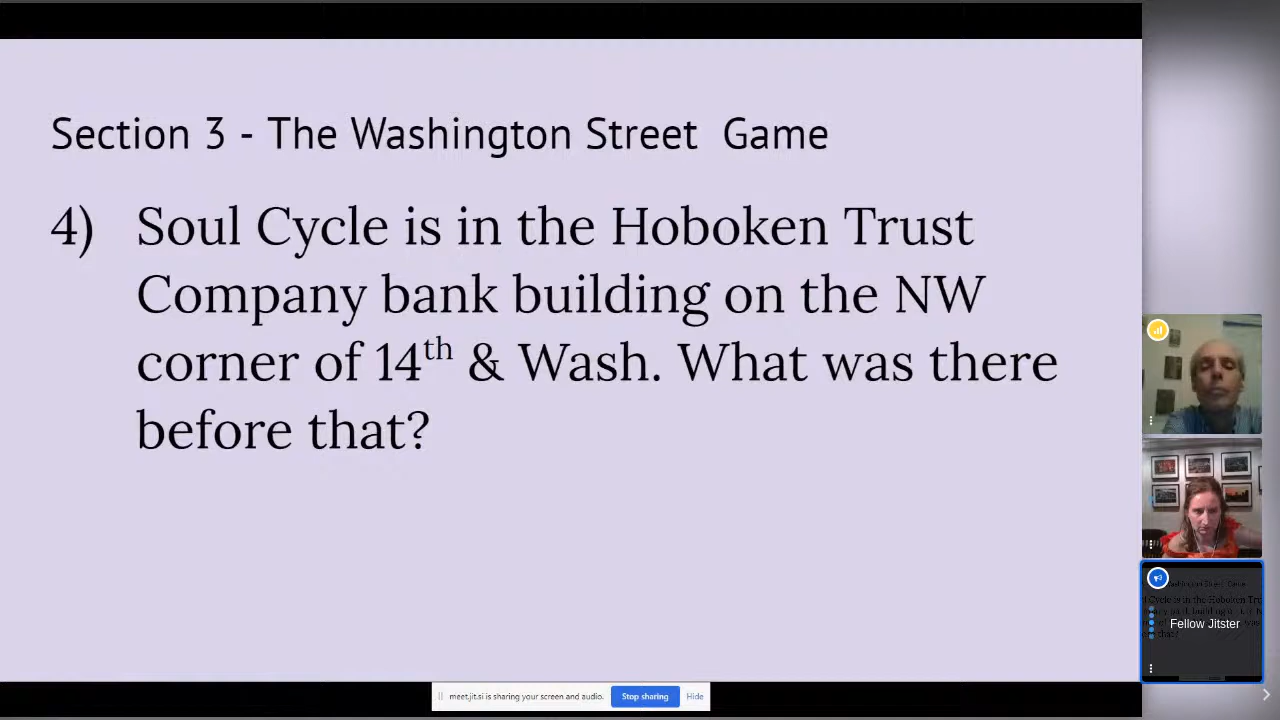 Section 3 - The Washington Street Game
4) Soul Cycle is in the Hoboken Trust
Company bank building on the NW
corner of 14th & Wash. What was there
before that?
Fellow Jitster
meet.jit.si is sharing your screen and audio. Stop sharing Hide